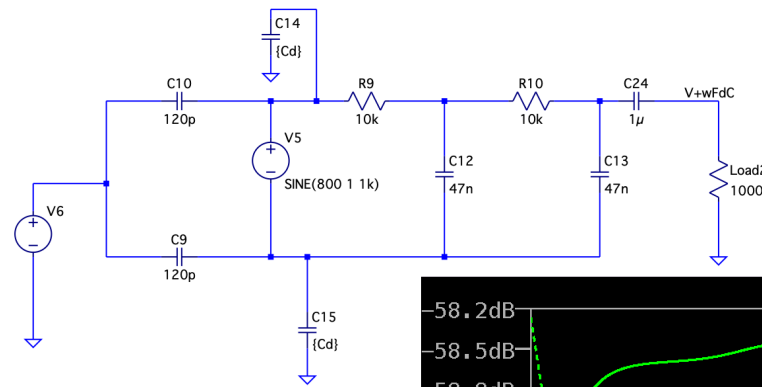 C14
{Cd}
C10
120p
R9
10k
R10
10k
C24
1µ
V+wFdC
V5
SINE(800 1 1k)
C12
47n
C13
47n
V6
C9
120p
C15
{Cd}
-58.2dB
-58.5dB